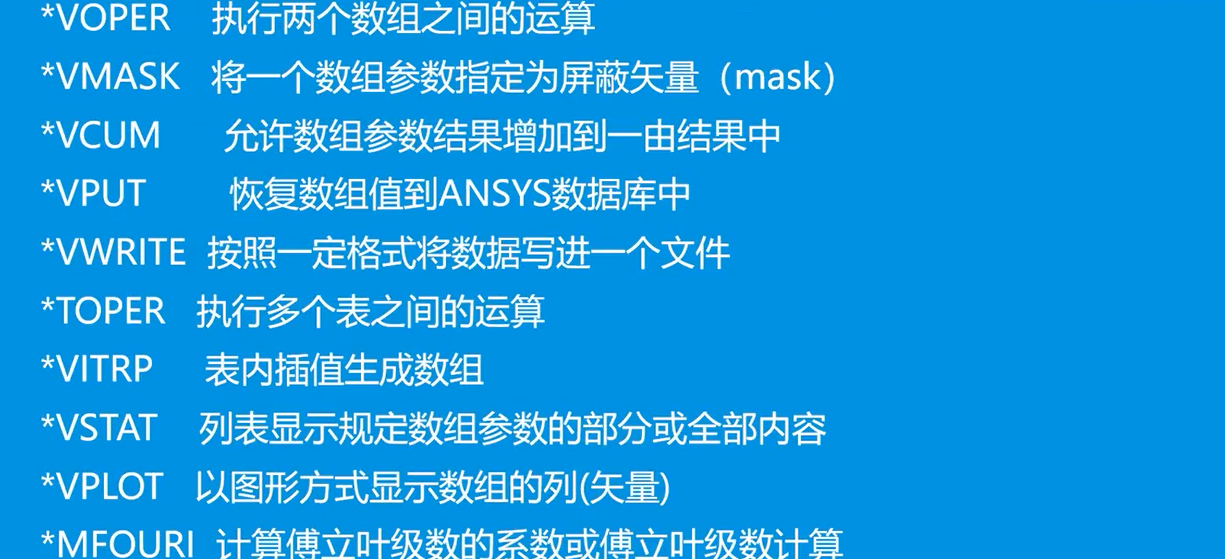 *VOPER 执行两个数组之间的运算
*VMASK 将一个数组参数指定为屏蔽矢量（mask）
*VCUM 允许数组参数结果增加到一由结果中
*VPUT 恢复数组值到ANSYS数据库中
*VWRITE 按照一定格式将数据写进一个文件
*TOPER 执行多个表之间的运算
*VITRP 表内插值生成数组
*VSTAT 列表显示规定数组参数的部分或全部内容
*VPLOT 以图形方式显示数组的列(矢量)
*MFOURI 计算傅立叶级数的系数或傅立叶级数计算